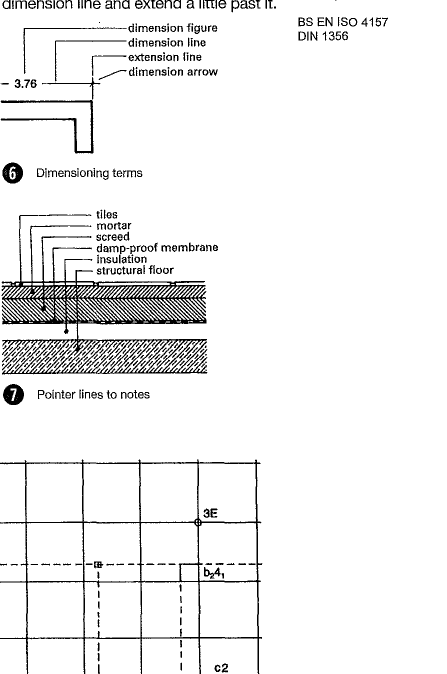 dimension line and extend a little past it.
BS EN ISO 4157
DIN 1356
dimension figure
dimension line
extension line
dimension arrow
3.76
6 Dimensioning terms
tiles
mortar
screed
damp-proof membrane
insulation
structural floor
7 Pointer lines to notes
3E
b₂4₁
c2